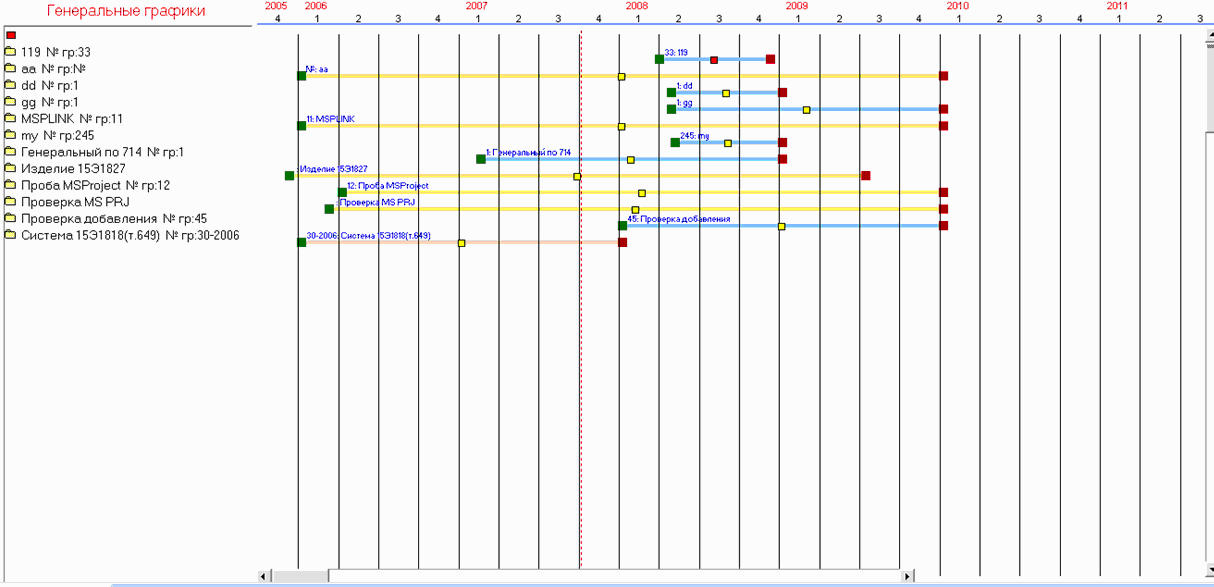 Генеральные графики
2005 2006 2007 2008 2009 2010 2011
4 1 2 3 4 1 2 3 4 1 2 3 4 1 2 3 4 1 2 3 4 1 2 3
119 № гр:33
33: 119
aa № гр:№
№: aa
dd № гр:1
1: dd
gg № гр:1
1: gg
MSPLINK № гр:11
11: MSPLINK
my № гр:245
245: my
Генеральный по 714 № гр:1
1: Генеральный по 714
Изделие 15Э1827
: Изделие 15Э1827
Проба MSProject № гр:12
12: Проба MSProject
Проверка MS PRJ
: Проверка MS PRJ
Проверка добавления № гр:45
45: Проверка добавления
Система 15Э1818(т.649) № гр:30-2006
30-2006: Система 15Э1818(т.649)